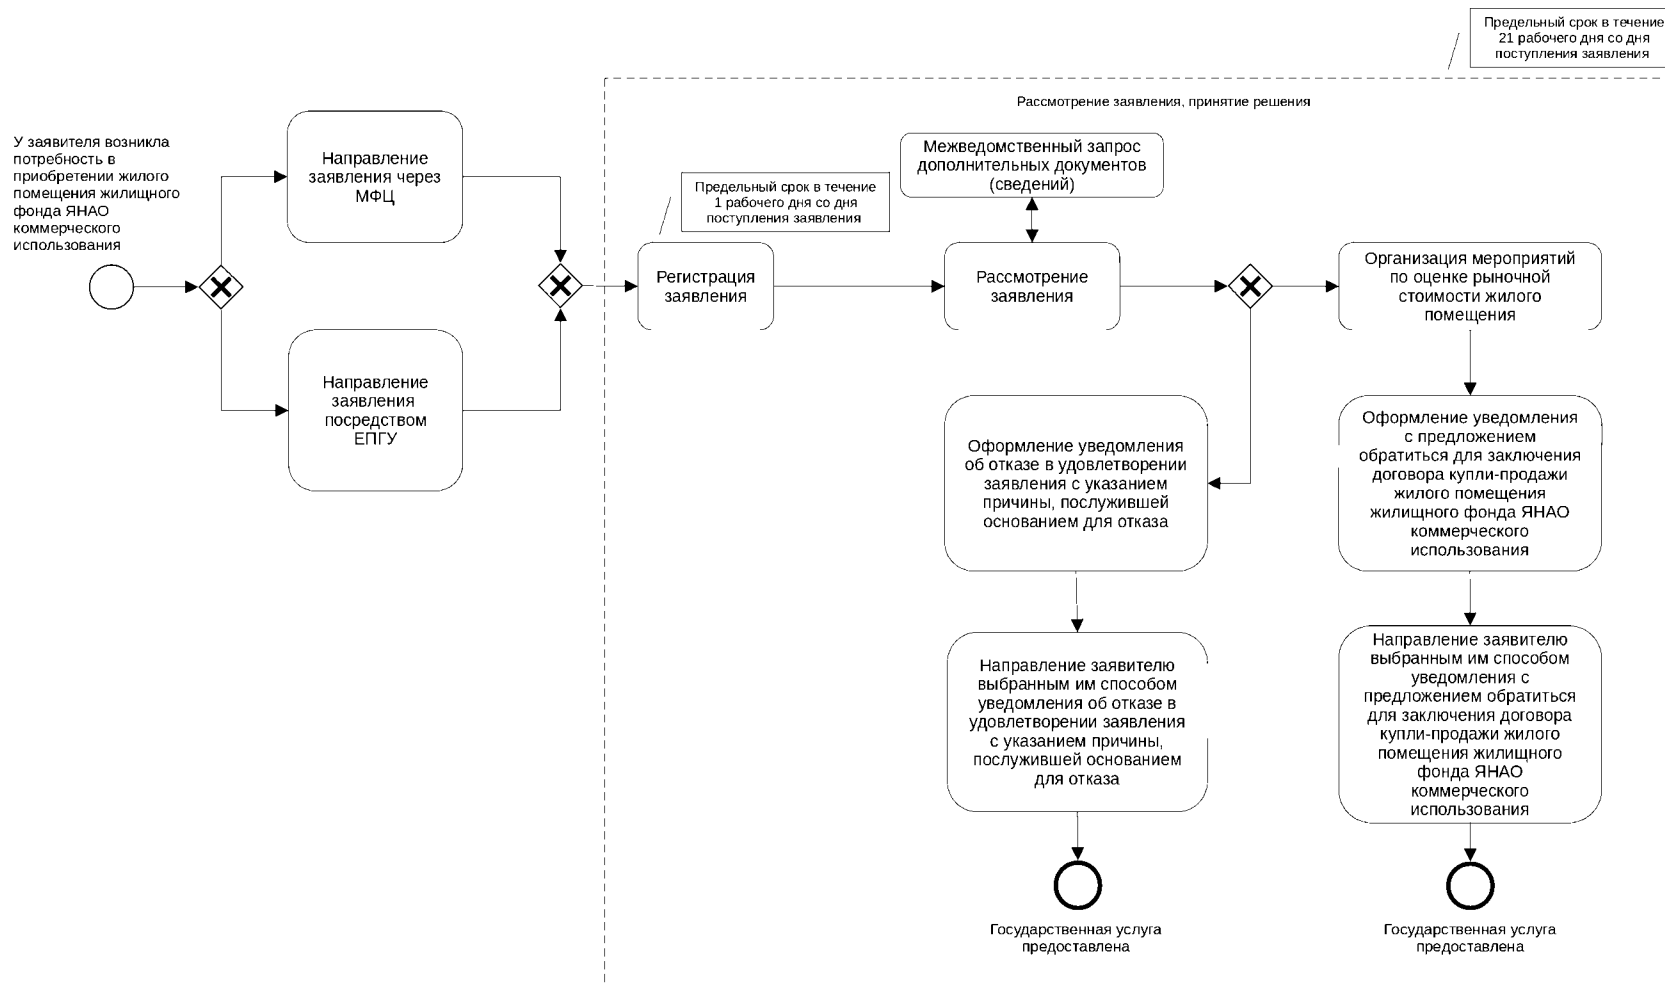 Предельный срок в течение
21 рабочего дня со дня
поступления заявления
Рассмотрение заявления, принятие решения
У заявителя возникла
потребность в
приобретении жилого
помещения жилищного
фонда ЯНАО
коммерческого
использования
Направление
заявления через
МФЦ
Направление
заявления
посредством
ЕПГУ
Предельный срок в течение
1 рабочего дня со дня
поступления заявления
Регистрация
заявления
Межведомственный запрос
дополнительных документов
(сведений)
Рассмотрение
заявления
Организация мероприятий
по оценке рыночной
стоимости жилого
помещения
Оформление уведомления
об отказе в удовлетворении
заявления с указанием
причины, послужившей
основанием для отказа
Оформление уведомления
с предложением
обратиться для заключения
договора купли-продажи
жилого помещения
жилищного фонда ЯНАО
коммерческого
использования
Направление заявителю
выбранным им способом
уведомления об отказе в
удовлетворении заявления
с указанием причины,
послужившей основанием
для отказа
Направление заявителю
выбранным им способом
уведомления с
предложением обратиться
для заключения договора
купли-продажи жилого
помещения жилищного
фонда ЯНАО
коммерческого
использования
Государственная услуга
предоставлена
Государственная услуга
предоставлена